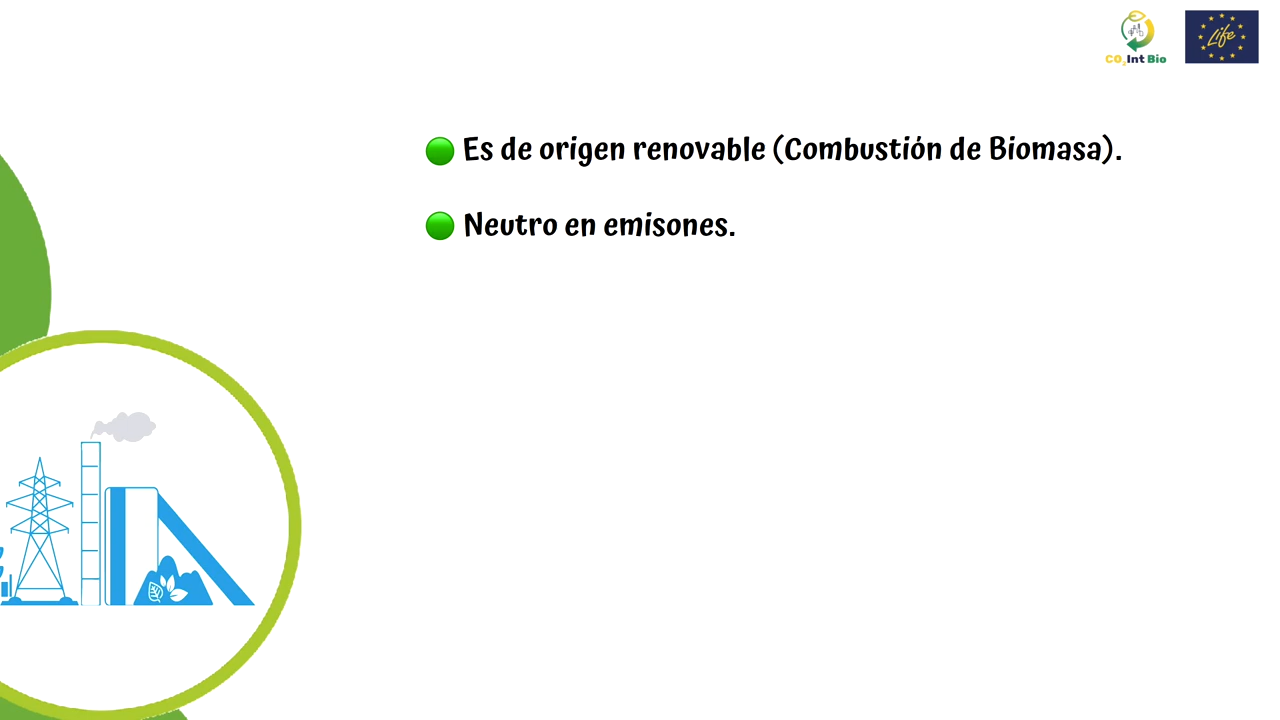 CO₂Int Bio
Life
Es de origen renovable (Combustión de Biomasa).
Neutro en emisones.